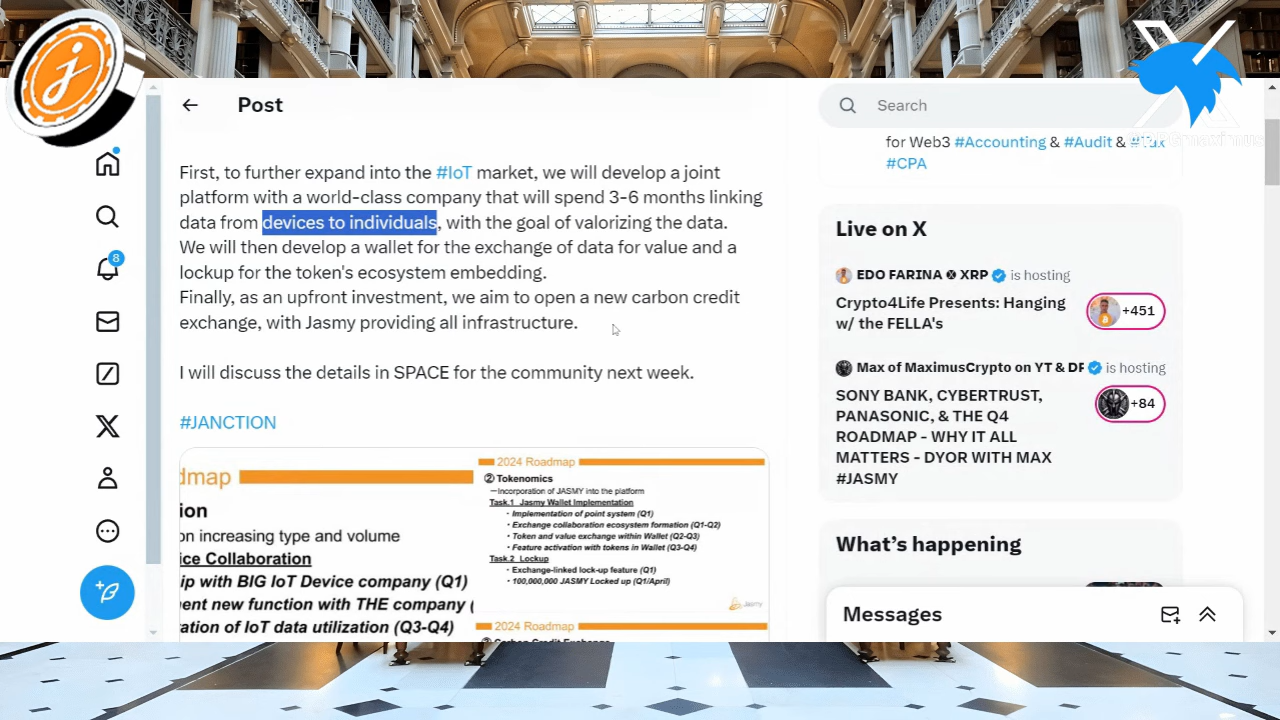 Post
First, to further expand into the #IoT market, we will develop a joint
platform with a world-class company that will spend 3-6 months linking
data from devices to individuals, with the goal of valorizing the data.
We will then develop a wallet for the exchange of data for value and a
lockup for the token's ecosystem embedding.
Finally, as an upfront investment, we aim to open a new carbon credit
exchange, with Jasmy providing all infrastructure.
I will discuss the details in SPACE for the community next week.
#JANCTION
dmap
ion
on increasing type and volume
ice Collaboration
ip with BIG IoT Device company (Q1)
ent new function with THE company (
ation of IoT data utilization (Q3-Q4)
2024 Roadmap
② Tokenomics
—Incorporation of JASMY into the platform
Task.1 Jasmy Wallet Implementation
・Implementation of point system (Q1)
・Exchange collaboration ecosystem formation (Q1-Q2)
・Token and value exchange within Wallet (Q2-Q3)
・Feature activation with tokens in Wallet (Q3-Q4)
Task.2 Lockup
・Exchange-linked lock-up feature (Q1)
・100,000,000 JASMY Locked up (Q1/April)
Jasmy
2024 Roadmap
Carbon Credit Exchange
8
Search
for Web3 #Accounting & #Audit & #Tax
#CPA
Live on X
EDO FARINA XRP is hosting
Crypto4Life Presents: Hanging
w/ the FELLA's
+451
Max of MaximusCrypto on YT & DF is hosting
SONY BANK, CYBERTRUST,
PANASONIC, & THE Q4
ROADMAP - WHY IT ALL
MATTERS - DYOR WITH MAX
#JASMY
+84
What's happening
Messages